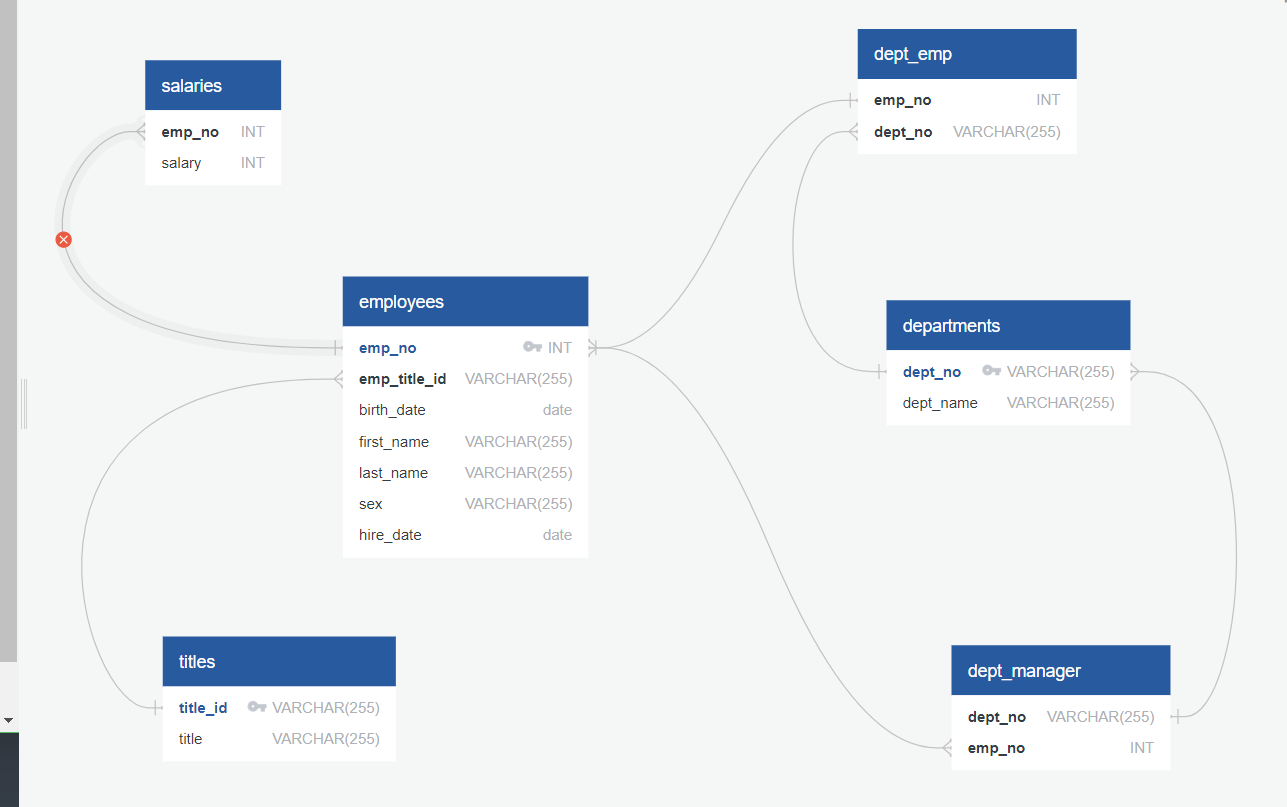 salaries
emp_no INT
salary INT
dept_emp
emp_no INT
dept_no VARCHAR(255)
employees
emp_no INT
emp_title_id VARCHAR(255)
birth_date date
first_name VARCHAR(255)
last_name VARCHAR(255)
sex VARCHAR(255)
hire_date date
departments
dept_no VARCHAR(255)
dept_name VARCHAR(255)
titles
title_id VARCHAR(255)
title VARCHAR(255)
dept_manager
dept_no VARCHAR(255)
emp_no INT